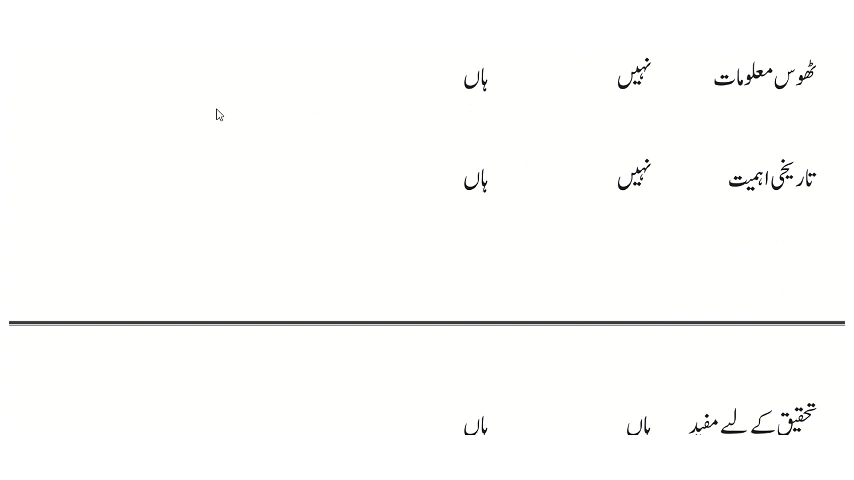 ٹھوس معلومات نہیں ہاں
تاریخی اہمیت نہیں ہاں
تحقیق کے لیے مفید ہاں ہاں